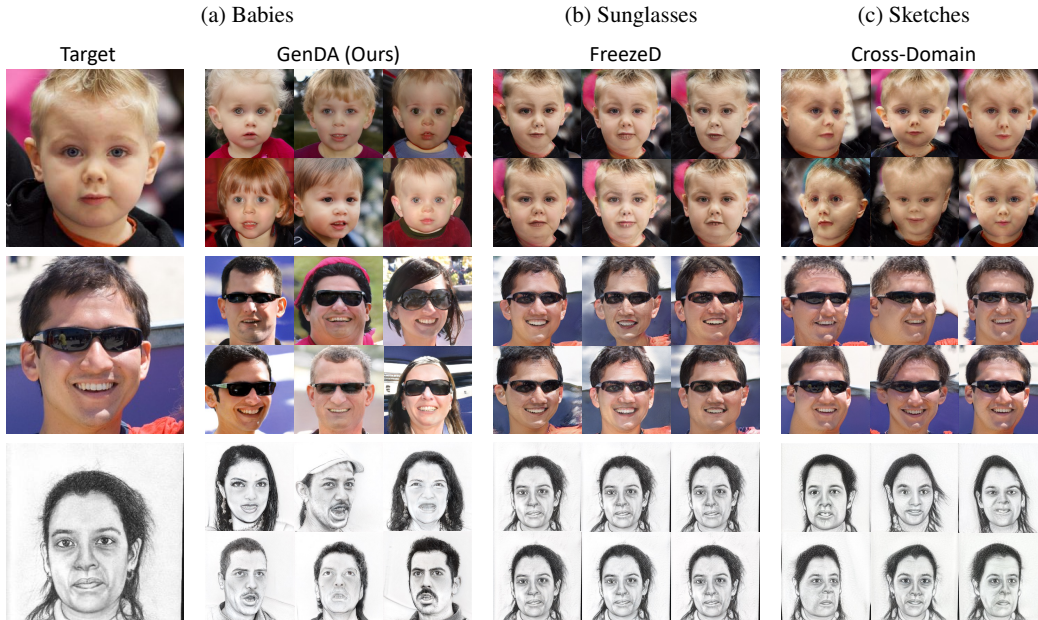 (a) Babies (b) Sunglasses (c) Sketches
Target GenDA (Ours) FreezeD Cross-Domain